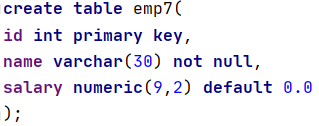 create table emp7(
id int primary key,
name varchar(30) not null,
salary numeric(9,2) default 0.0
);